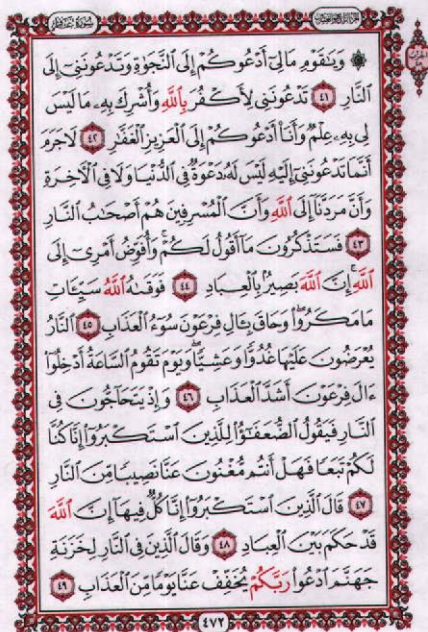 ۞ وَيَٰقَوْمِ مَالِىٓ أَدْعُوكُمْ إِلَى ٱلنَّجَوٰةِ وَتَدْعُونَنِىٓ إِلَى
ٱلنَّارِ ٤١ تَدْعُونَنِى لِأَكْفُرَ بِٱللَّهِ وَأُشْرِكَ بِهِۦ مَا لَيْسَ
لِى بِهِۦ عِلْمٌ وَأَنَا۠ أَدْعُوكُمْ إِلَى ٱلْعَزِيزِ ٱلْغَفَّٰرِ ٤٢ لَا جَرَمَ
أَنَّمَا تَدْعُونَنِىٓ إِلَيْهِ لَيْسَ لَهُۥ دَعْوَةٌ فِى ٱلدُّنْيَا وَلَا فِى ٱلْـَٔاخِرَةِ
وَأَنَّ مَرَدَّنَآ إِلَى ٱللَّهِ وَأَنَّ ٱلْمُسْرِفِينَ هُمْ أَصْحَٰبُ ٱلنَّارِ
٤٣ فَسَتَذْكُرُونَ مَآ أَقُولُ لَكُمْ ۚ وَأُفَوِّضُ أَمْرِىٓ إِلَى
ٱللَّهِ ۚ إِنَّ ٱللَّهَ بَصِيرٌۢ بِٱلْعِبَادِ ٤٤ فَوَقَىٰهُ ٱللَّهُ سَيِّـَٔاتِ
مَا مَكَرُوا۟ ۖ وَحَاقَ بِـَٔالِ فِرْعَوْنَ سُوٓءُ ٱلْعَذَابِ ٤٥ ٱلنَّارُ
يُعْرَضُونَ عَلَيْهَا غُدُوًّا وَعَشِيًّا ۖ وَيَوْمَ تَقُومُ ٱلسَّاعَةُ أَدْخِلُوٓا۟
ءَالَ فِرْعَوْنَ أَشَدَّ ٱلْعَذَابِ ٤٦ وَإِذْ يَتَحَآجُّونَ فِى
ٱلنَّارِ فَيَقُولُ ٱلضُّعَفَٰٓؤُا۟ لِلَّذِينَ ٱسْتَكْبَرُوٓا۟ إِنَّا كُنَّا
لَكُمْ تَبَعًا فَهَلْ أَنتُم مُّغْنُونَ عَنَّا نَصِيبًا مِّنَ ٱلنَّارِ
٤٧ قَالَ ٱلَّذِينَ ٱسْتَكْبَرُوٓا۟ إِنَّا كُلٌّ فِيهَآ إِنَّ ٱللَّهَ
قَدْ حَكَمَ بَيْنَ ٱلْعِبَادِ ٤٨ وَقَالَ ٱلَّذِينَ فِى ٱلنَّارِ لِخَزَنَةِ
جَهَنَّمَ ٱدْعُوا۟ رَبَّكُمْ يُخَفِّفْ عَنَّا يَوْمًا مِّنَ ٱلْعَذَابِ ٤٩
٤٧٢